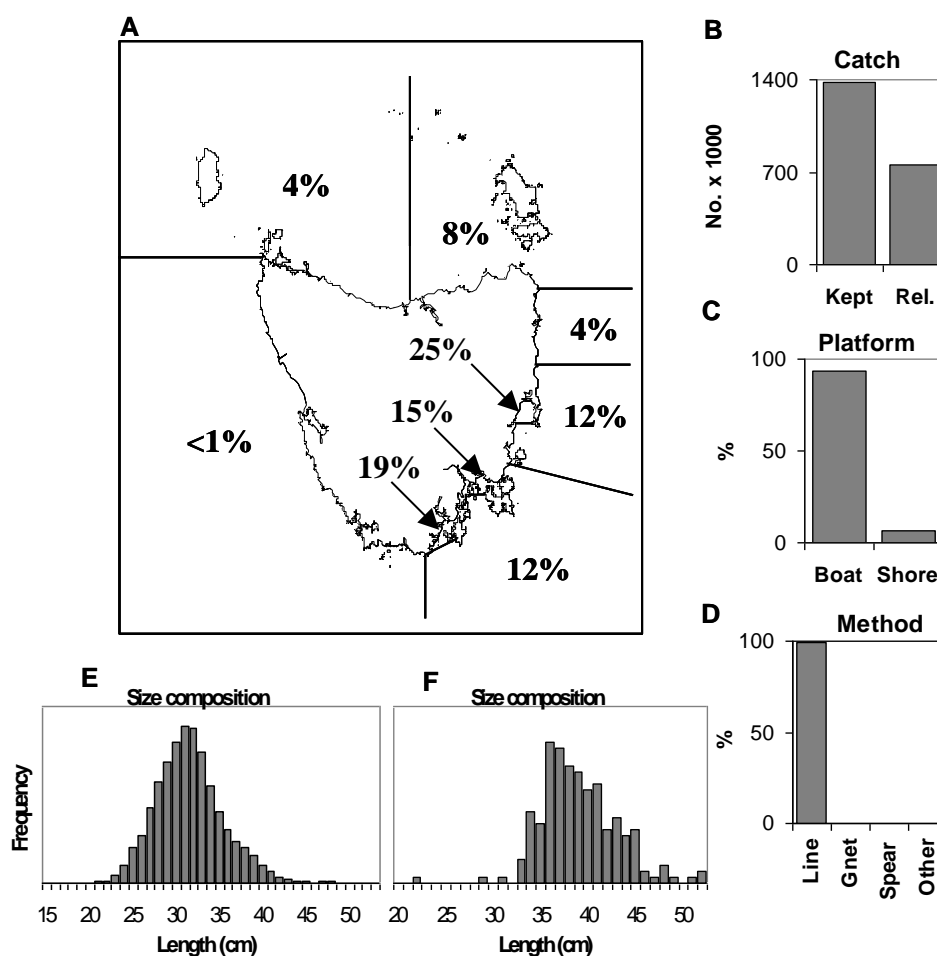 A
4%
8%
4%
25%
12%
15%
<1%
19%
12%
B
Catch
1400
700
0
No. x 1000
Kept Rel.
C
Platform
100
50
0
%
Boat Shore
D
Method
100
50
0
%
Line Gnet Spear Other
E
Size composition
Frequency
15 20 25 30 35 40 45 50
Length (cm)
F
Size composition
20 25 30 35 40 45 50
Length (cm)